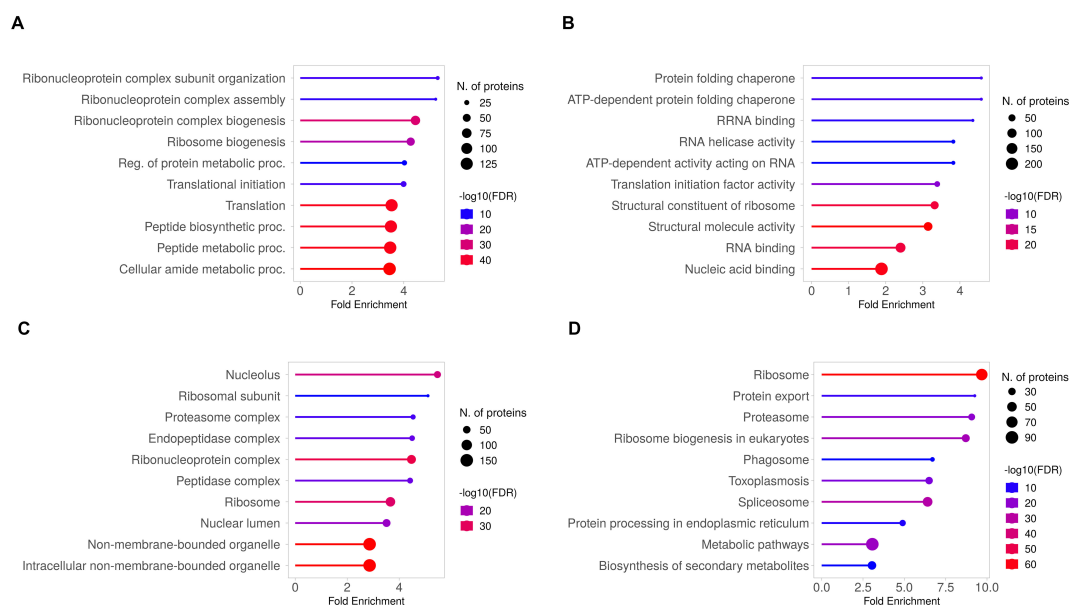 A
Ribonucleoprotein complex subunit organization
Ribonucleoprotein complex assembly
Ribonucleoprotein complex biogenesis
Ribosome biogenesis
Reg. of protein metabolic proc.
Translational initiation
Translation
Peptide biosynthetic proc.
Peptide metabolic proc.
Cellular amide metabolic proc.
0 2 4
Fold Enrichment
N. of proteins
25
50
75
100
125
-log10(FDR)
10
20
30
40
B
Protein folding chaperone
ATP-dependent protein folding chaperone
RRNA binding
RNA helicase activity
ATP-dependent activity acting on RNA
Translation initiation factor activity
Structural constituent of ribosome
Structural molecule activity
RNA binding
Nucleic acid binding
0 1 2 3 4
Fold Enrichment
N. of proteins
50
100
150
200
-log10(FDR)
10
15
20
C
Nucleolus
Ribosomal subunit
Proteasome complex
Endopeptidase complex
Ribonucleoprotein complex
Peptidase complex
Ribosome
Nuclear lumen
Non-membrane-bounded organelle
Intracellular non-membrane-bounded organelle
0 2 4
Fold Enrichment
N. of proteins
50
100
150
-log10(FDR)
20
30
D
Ribosome
Protein export
Proteasome
Ribosome biogenesis in eukaryotes
Phagosome
Toxoplasmosis
Spliceosome
Protein processing in endoplasmic reticulum
Metabolic pathways
Biosynthesis of secondary metabolites
0.0 2.5 5.0 7.5 10.0
Fold Enrichment
N. of proteins
30
50
70
90
-log10(FDR)
10
20
30
40
50
60